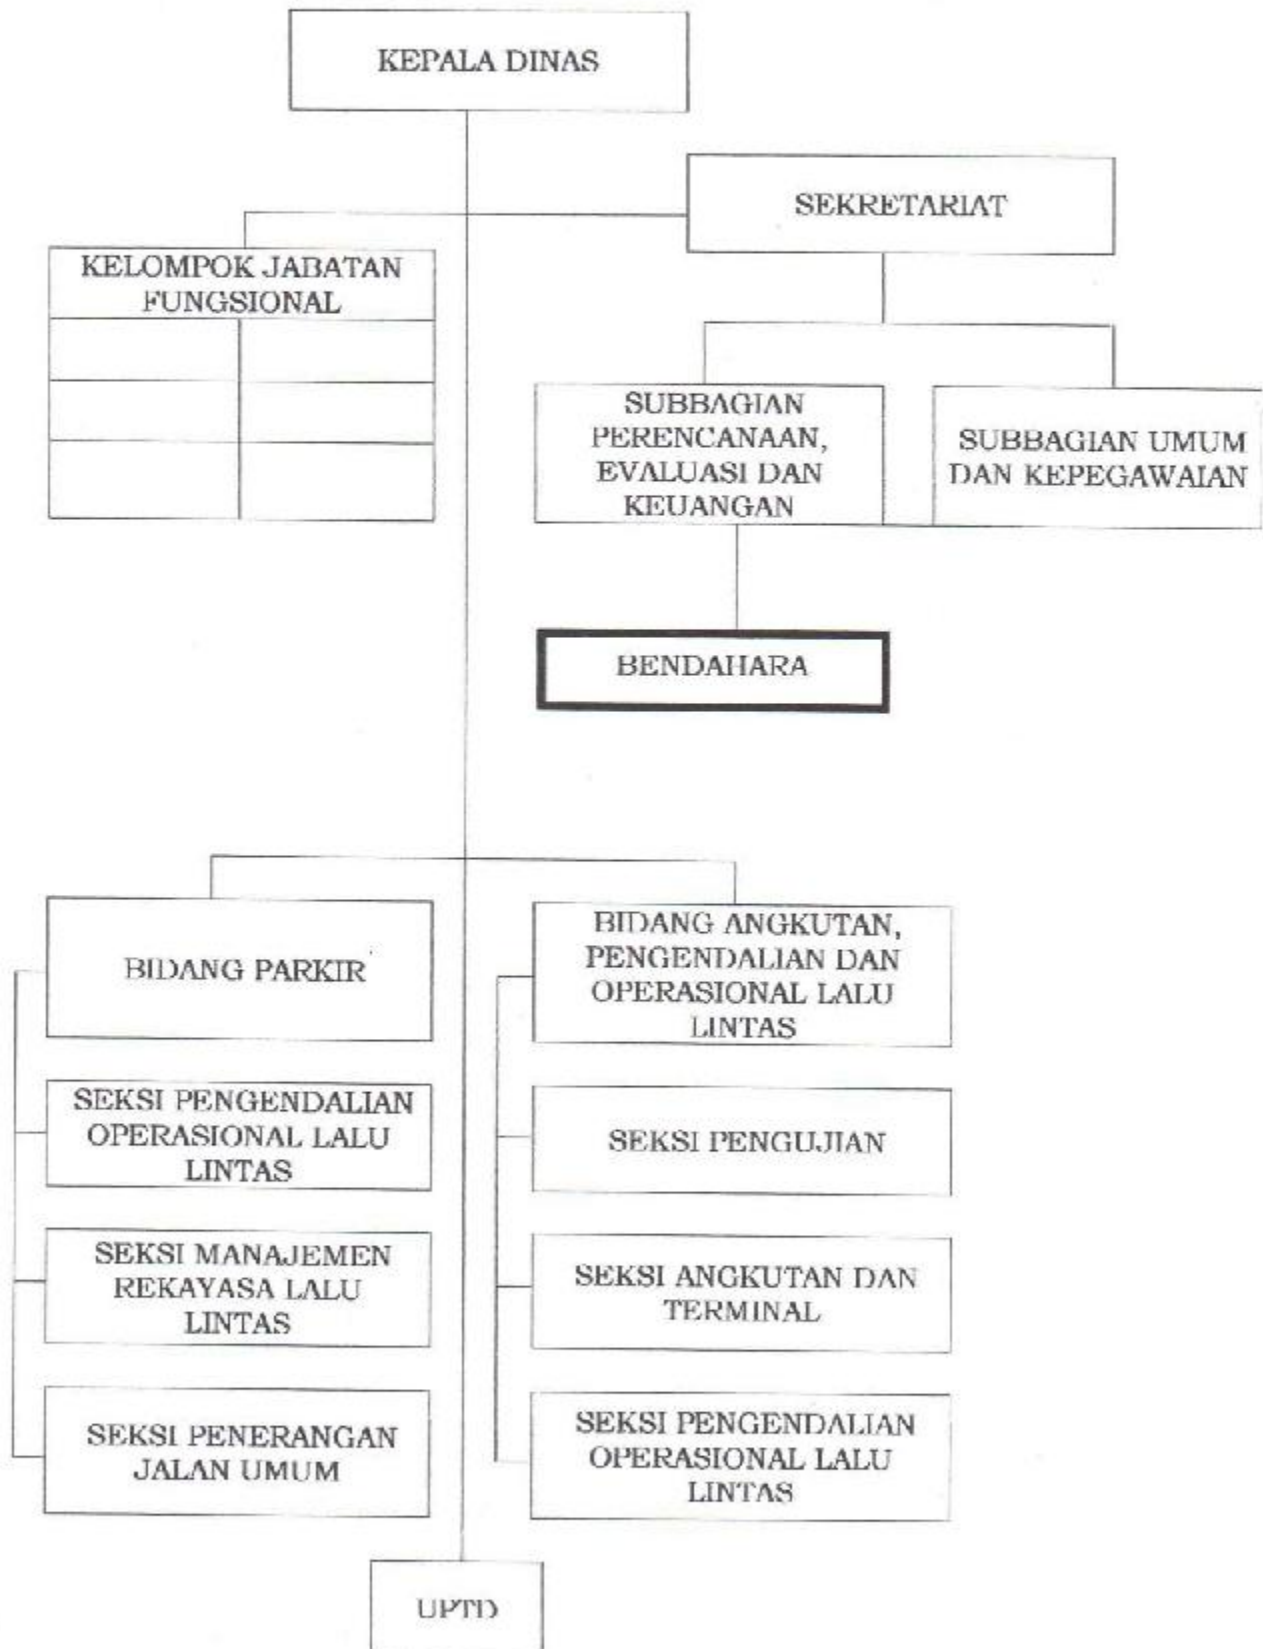 KEPALA DINAS
SEKRETARIAT
KELOMPOK JABATAN
FUNGSIONAL
SUBBAGIAN
PERENCANAAN,
EVALUASI DAN
KEUANGAN
SUBBAGIAN UMUM
DAN KEPEGAWAIAN
BENDAHARA
BIDANG PARKIR
BIDANG ANGKUTAN,
PENGENDALIAN DAN
OPERASIONAL LALU
LINTAS
SEKSI PENGENDALIAN
OPERASIONAL LALU
LINTAS
SEKSI PENGUJIAN
SEKSI MANAJEMEN
REKAYASA LALU
LINTAS
SEKSI ANGKUTAN DAN
TERMINAL
SEKSI PENERANGAN
JALAN UMUM
SEKSI PENGENDALIAN
OPERASIONAL LALU
LINTAS
UPTD